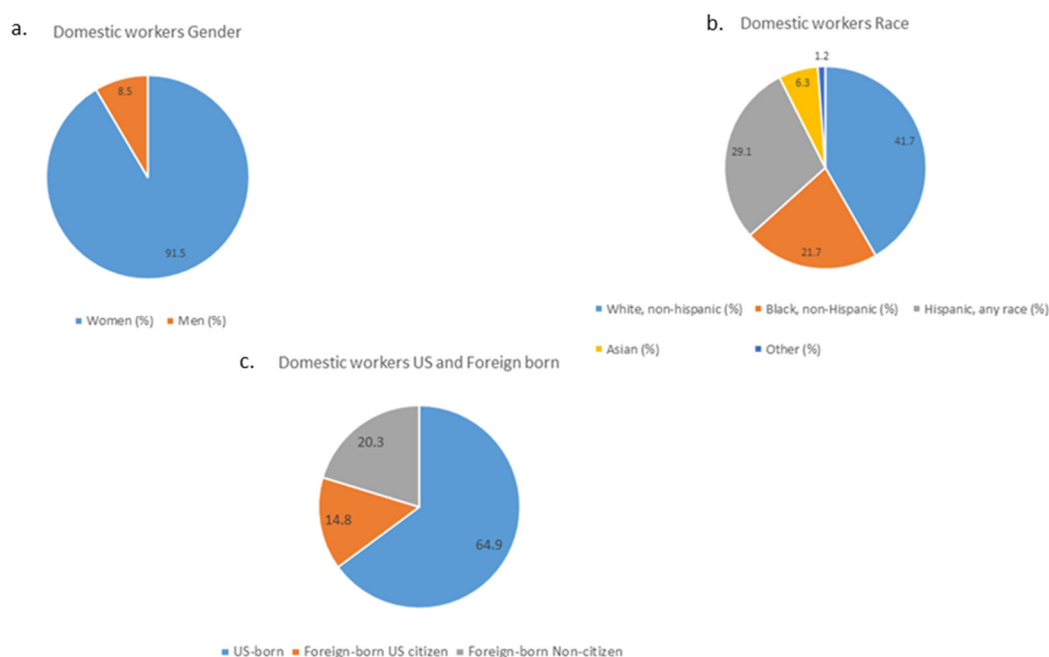 a. Domestic workers Gender
8.5
91.5
Women (%) Men (%)
b. Domestic workers Race
1.2
6.3
41.7
29.1
21.7
White, non-hispanic (%) Black, non-Hispanic (%) Hispanic, any race (%)
Asian (%) Other (%)
c. Domestic workers US and Foreign born
20.3
14.8
64.9
US-born Foreign-born US citizen Foreign-born Non-citizen